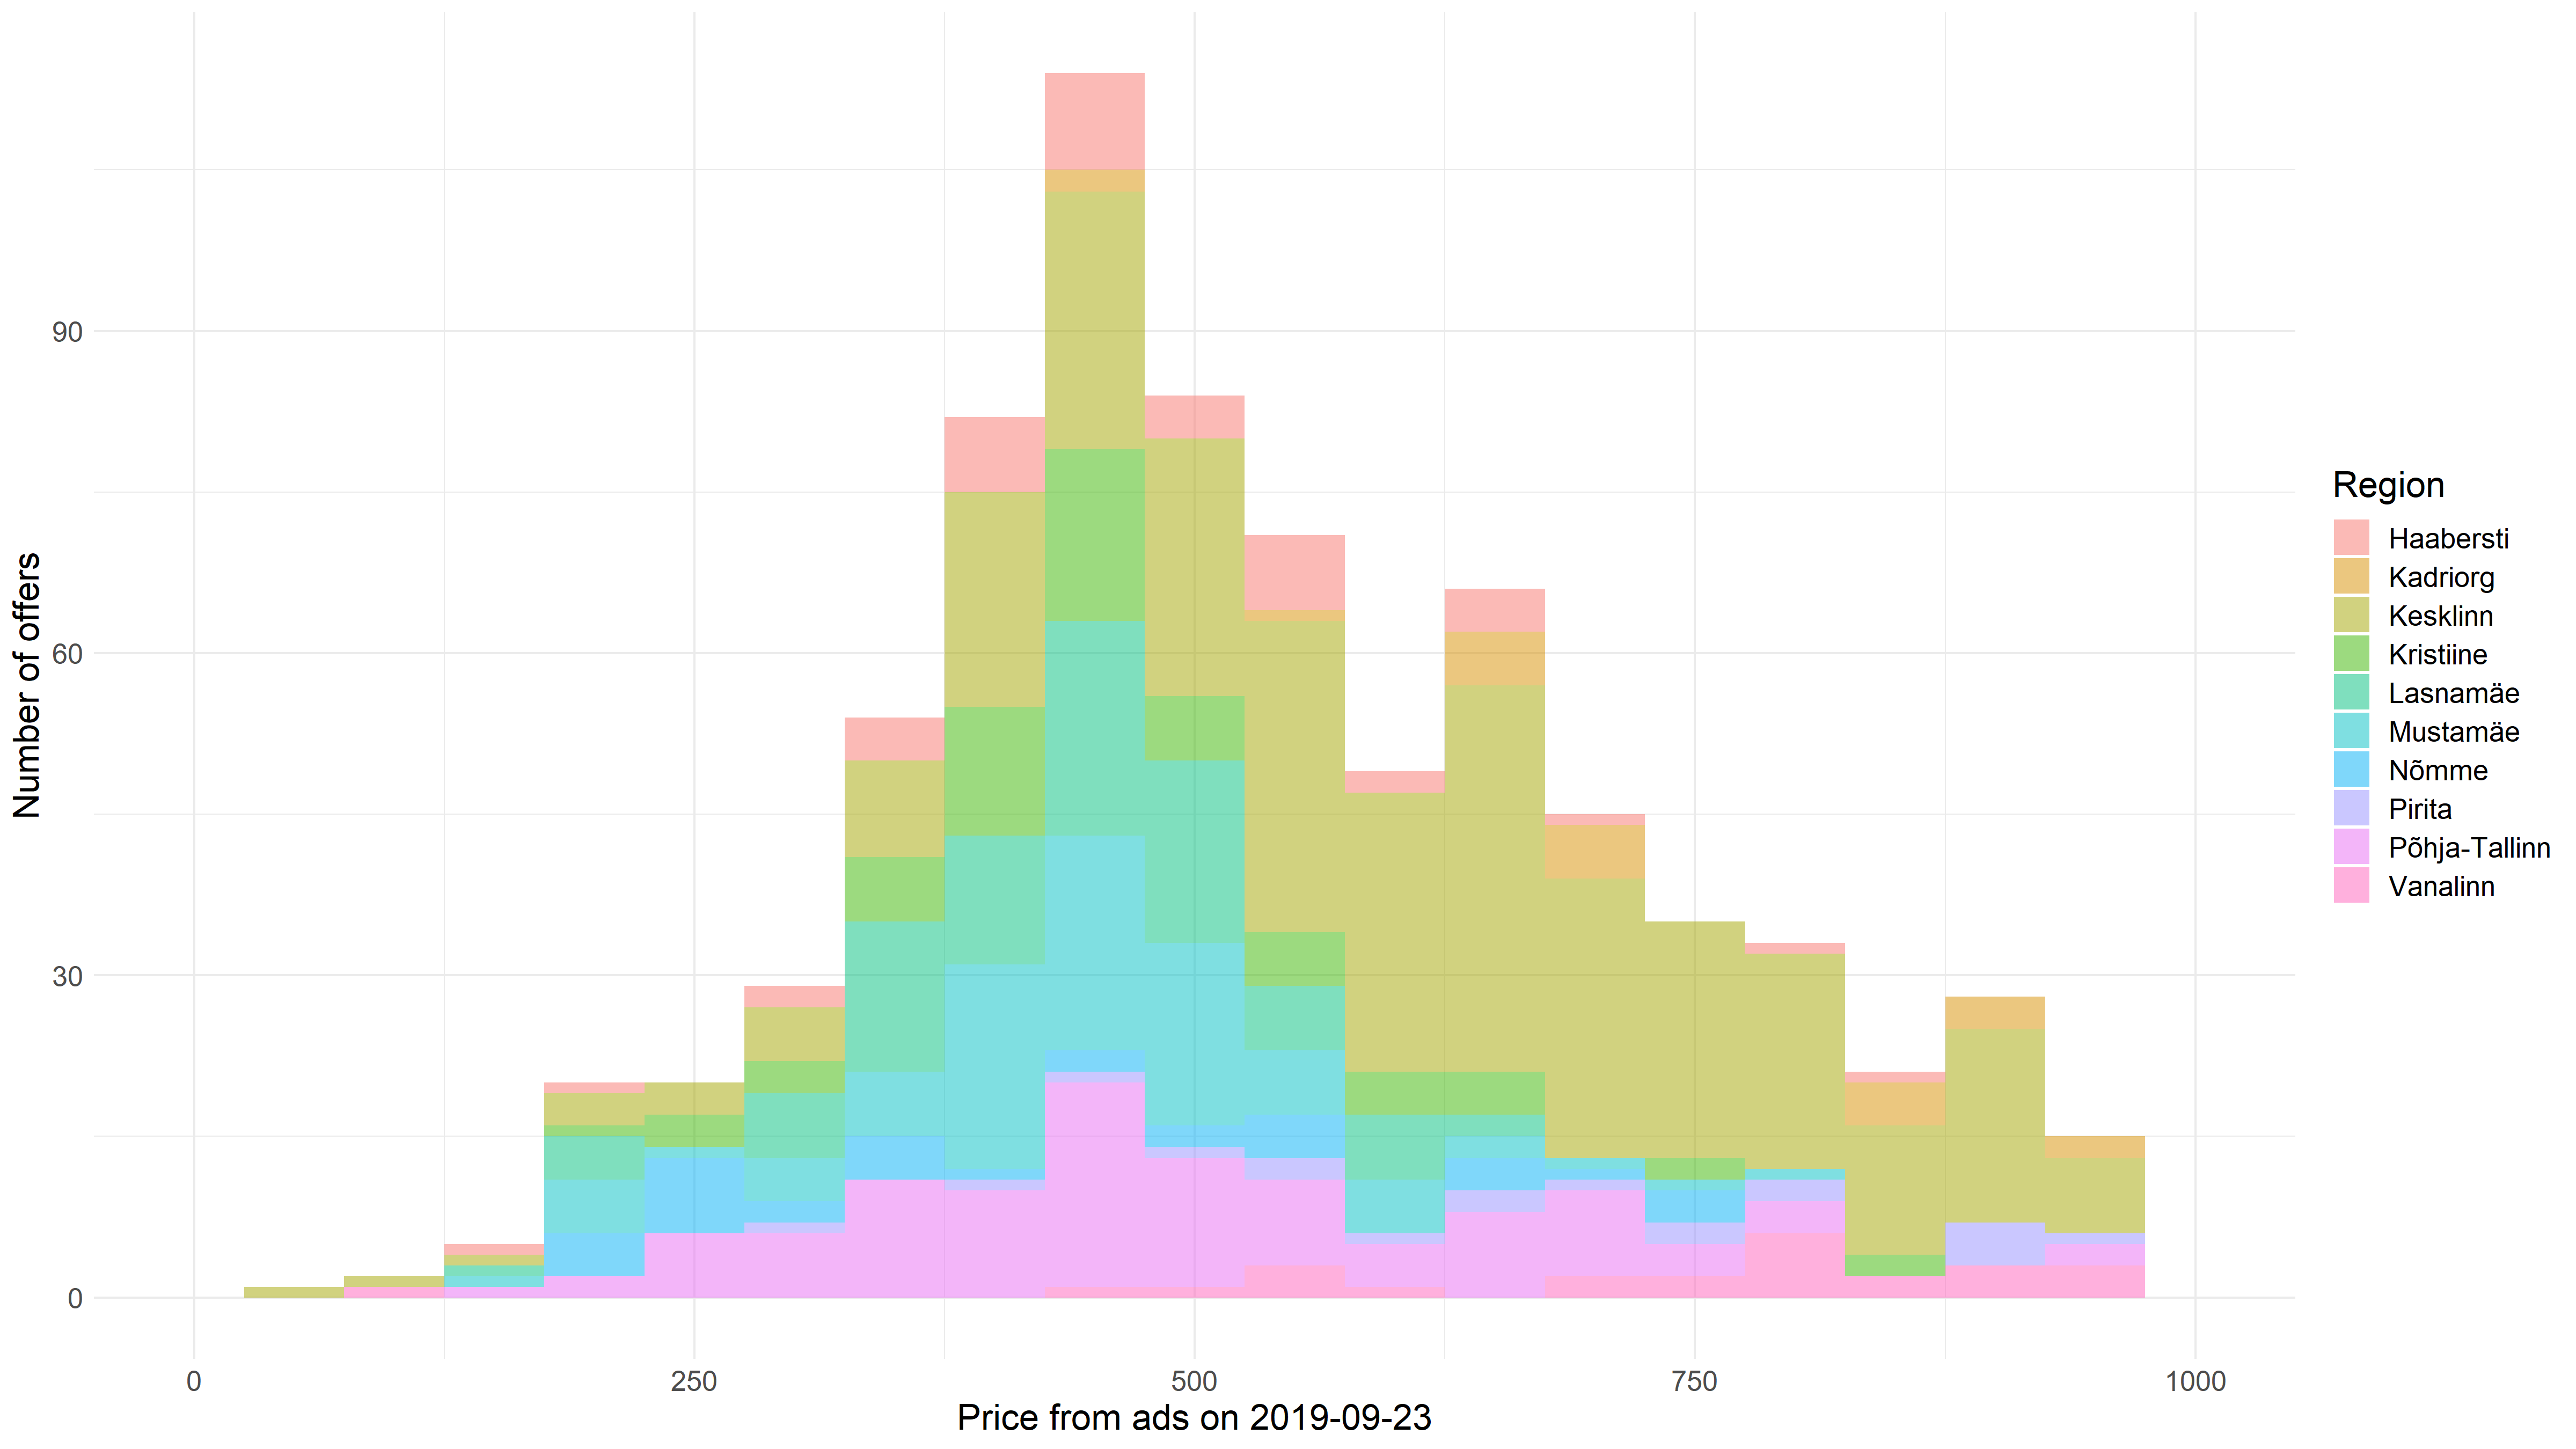 90
60
30
0
Number of offers
0 250 500 750 1000
Price from ads on 2019-09-23
Region
Haabersti
Kadriorg
Kesklinn
Kristiine
Lasnamäe
Mustamäe
Nõmme
Pirita
Põhja-Tallinn
Vanalinn